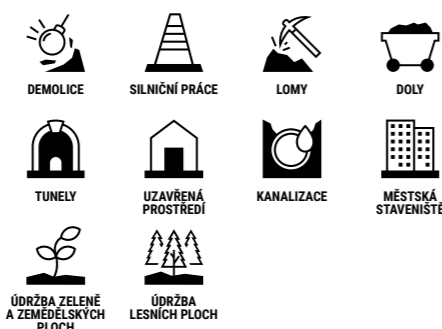 DEMOLICE
SILNIČNÍ PRÁCE
LOMY
DOLY
TUNELY
UZAVŘENÁ
PROSTŘEDÍ
KANALIZACE
MĚSTSKÁ
STAVENIŠTĚ
ÚDRŽBA ZELENĚ
A ZEMĚDĚLSKÝCH
PLOCH
ÚDRŽBA
LESNÍCH PLOCH